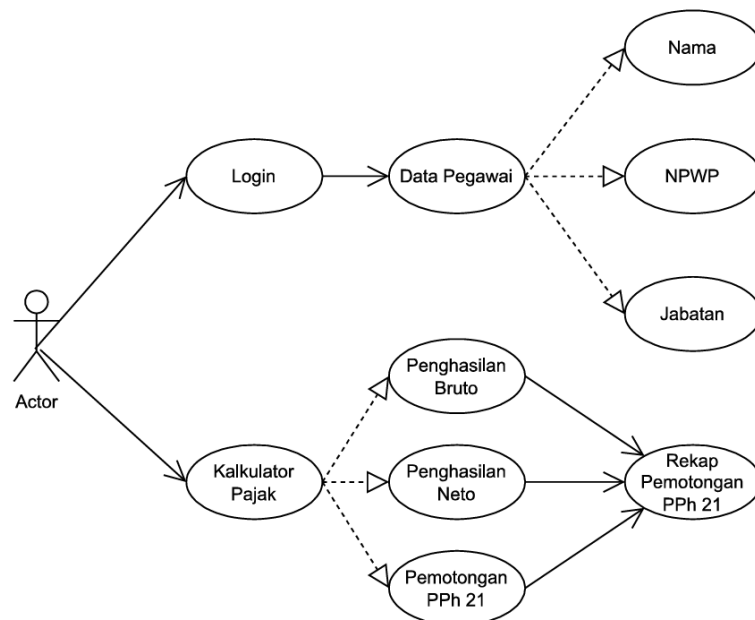 Nama
Login
Data Pegawai
NPWP
Jabatan
Actor
Penghasilan
Bruto
Kalkulator
Pajak
Penghasilan
Neto
Rekap
Pemotongan
PPh 21
Pemotongan
PPh 21